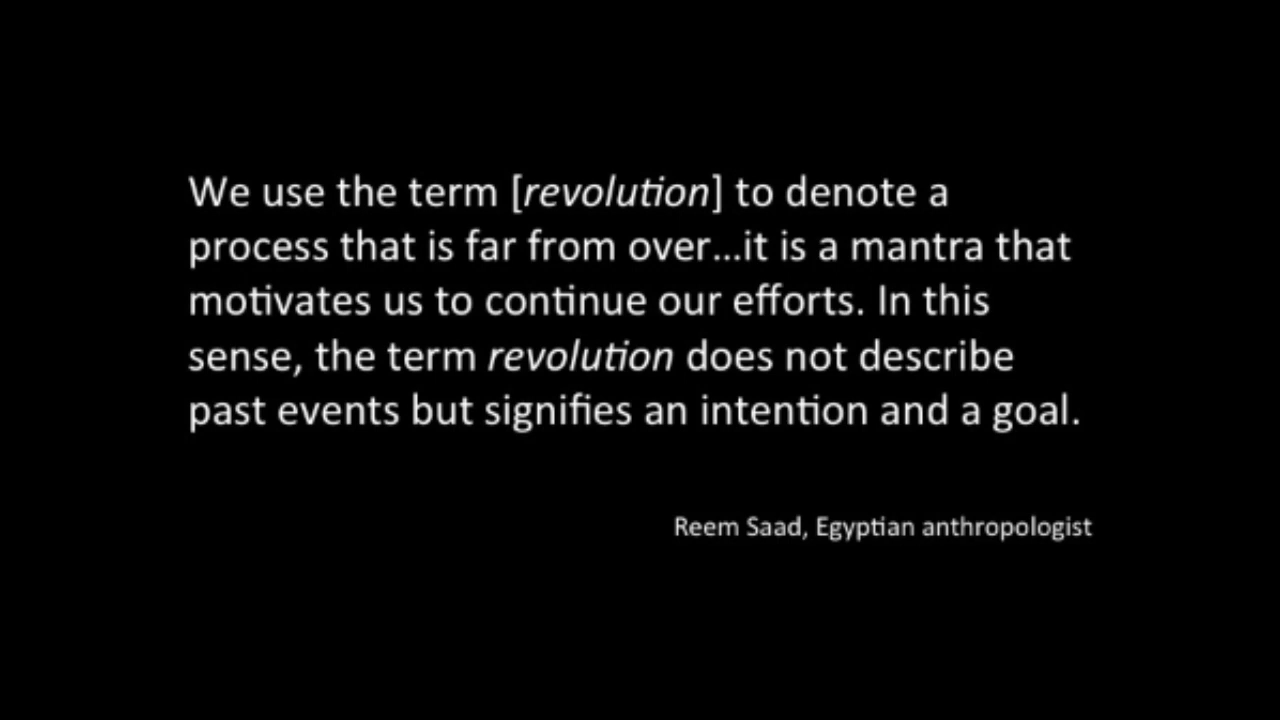 We use the term [revolution] to denote a
process that is far from over...it is a mantra that
motivates us to continue our efforts. In this
sense, the term revolution does not describe
past events but signifies an intention and a goal.
Reem Saad, Egyptian anthropologist